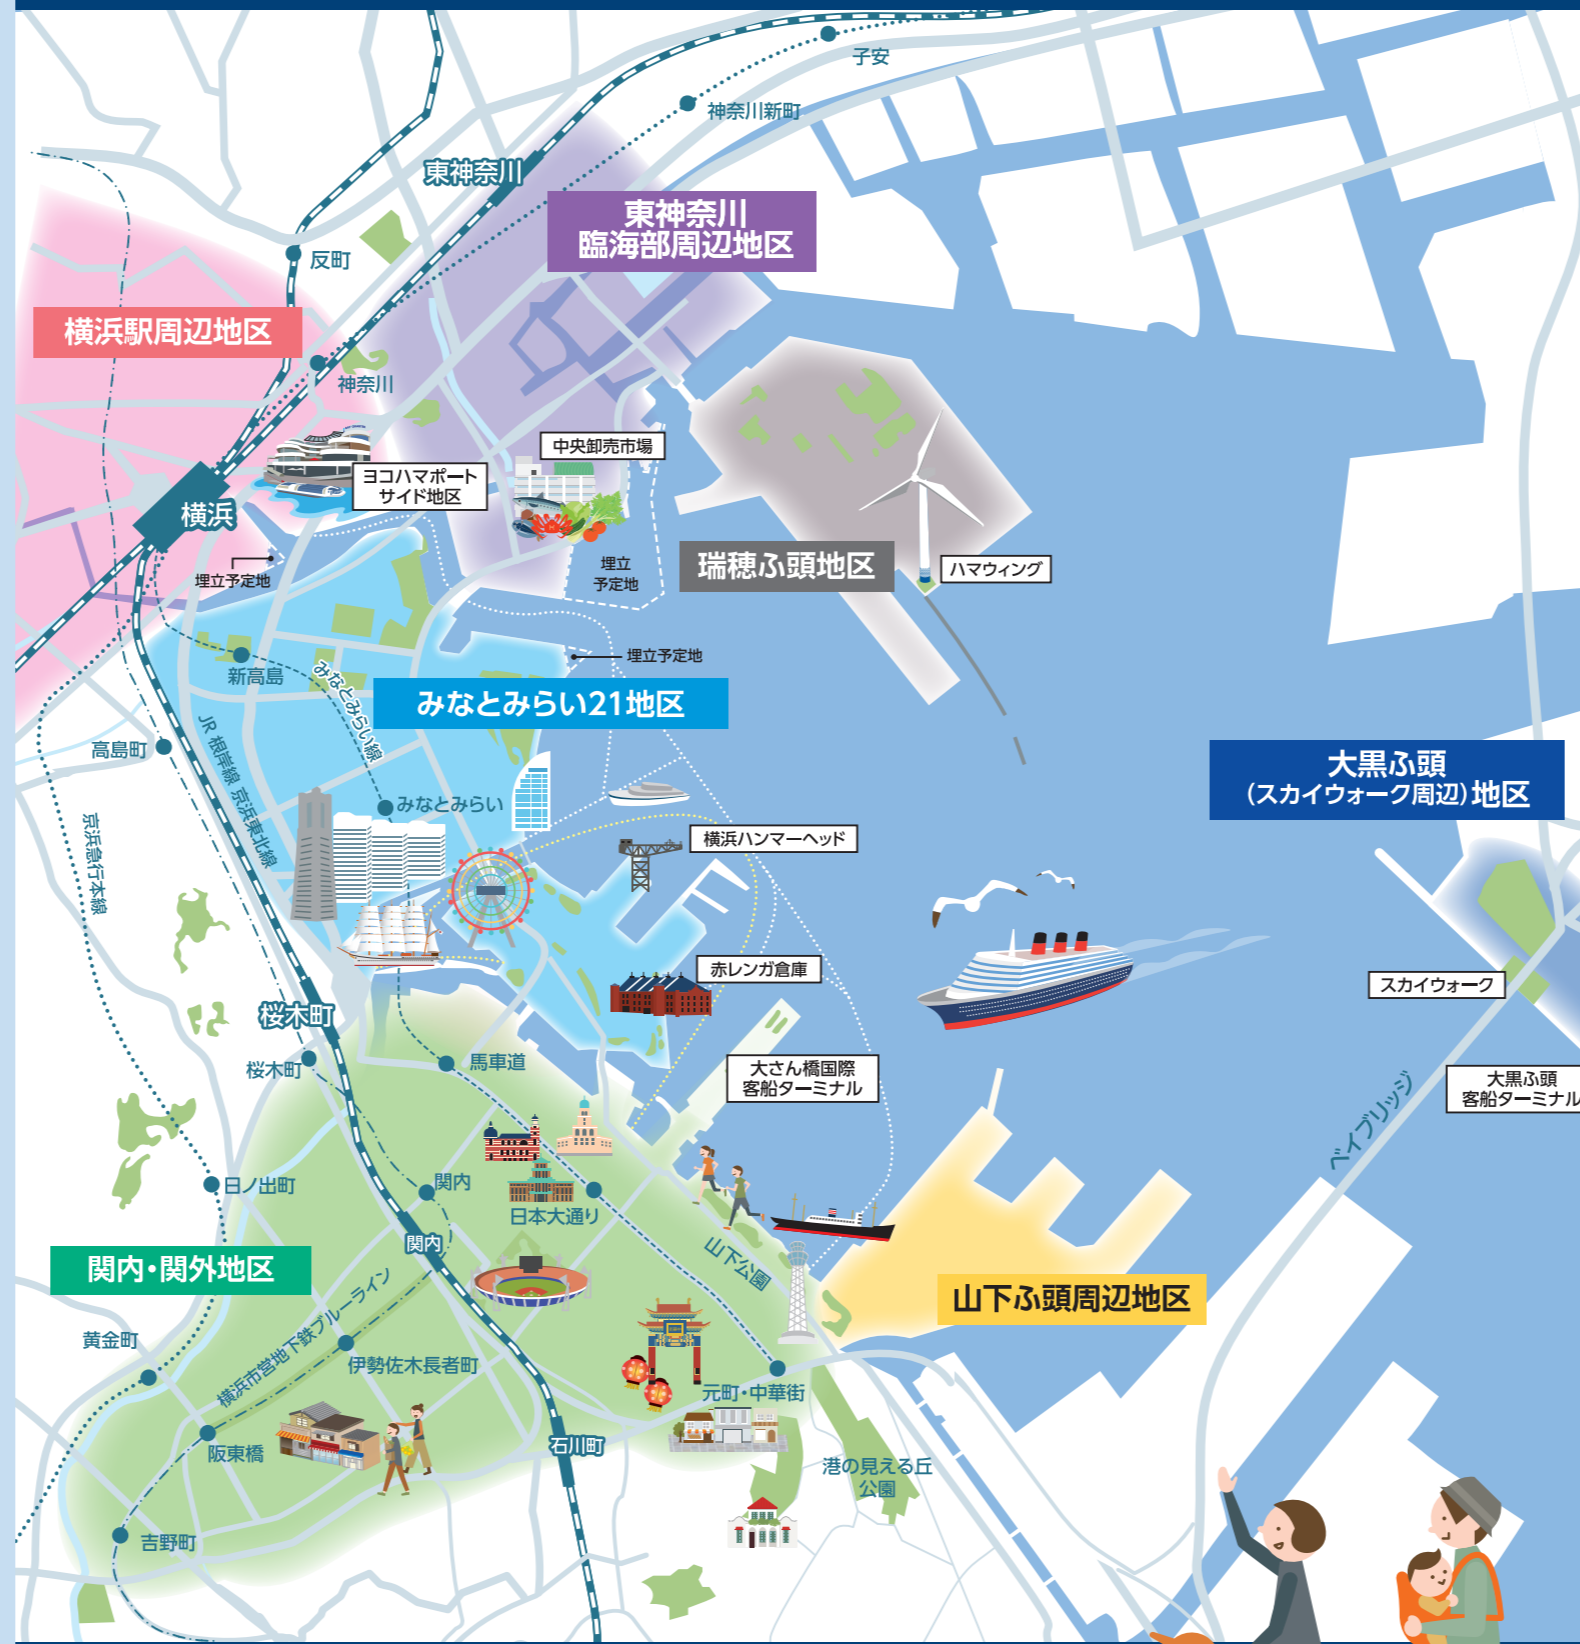 子安
神奈川新町
東神奈川
東神奈川
臨海部周辺地区
反町
横浜駅周辺地区
神奈川
中央卸売市場
ヨコハマポート
サイド地区
横浜
埋立予定地
埋立
予定地
瑞穂ふ頭地区
ハマウィング
埋立予定地
新高島
みなとみらい線
みなとみらい21地区
高島町
JR 根岸線 京浜東北線
大黒ふ頭
(スカイウォーク周辺)地区
みなとみらい
京浜急行本線
横浜ハンマーヘッド
赤レンガ倉庫
スカイウォーク
桜木町
桜木町
馬車道
大さん橋国際
客船ターミナル
大黒ふ頭
客船ターミナル
ベイブリッジ
日ノ出町
関内
日本大通り
関内
山下公園
関内・関外地区
山下ふ頭周辺地区
横浜市営地下鉄ブルーライン
黄金町
伊勢佐木長者町
元町・中華街
阪東橋
石川町
港の見える丘
公園
吉野町